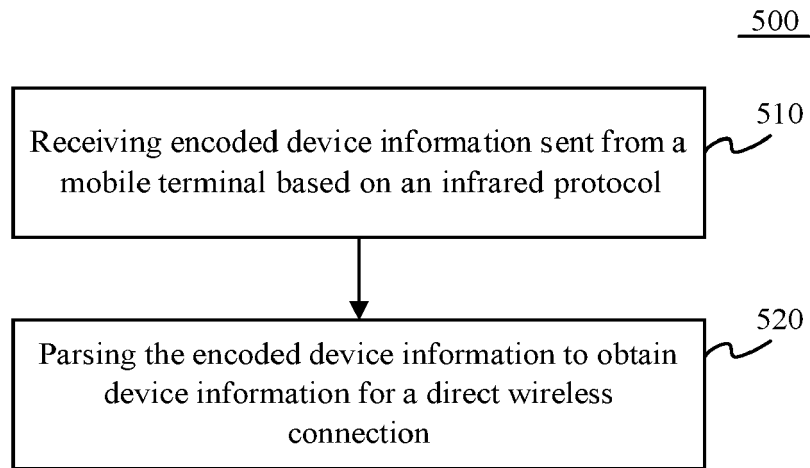 500
510
Receiving encoded device information sent from a
mobile terminal based on an infrared protocol
520
Parsing the encoded device information to obtain
device information for a direct wireless
connection